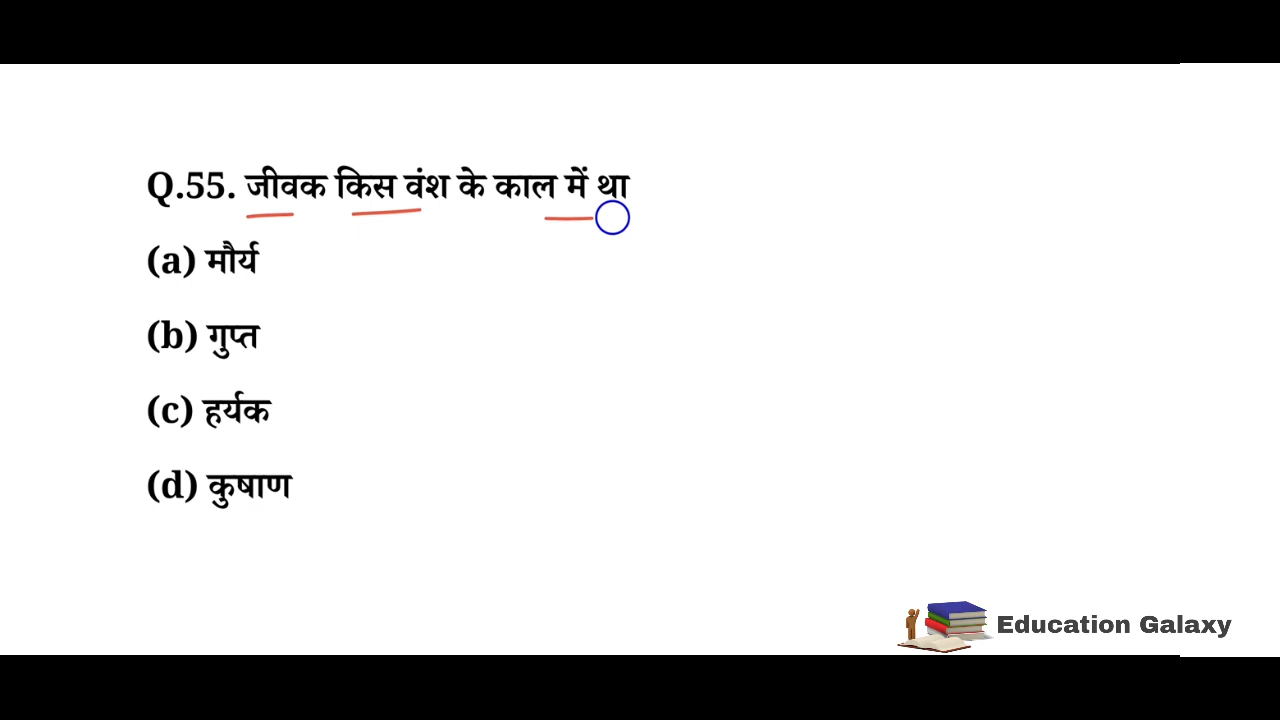 Q.55. जीवक किस वंश के काल में था
(a) मौर्य
(b) गुप्त
(c) हर्यक
(d) कुषाण
Education Galaxy